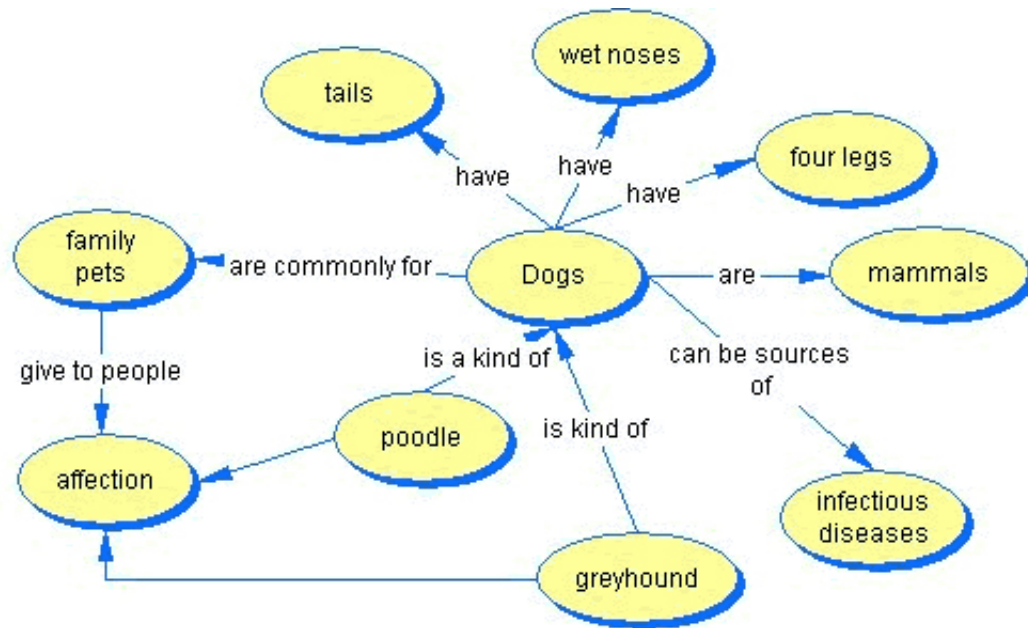 wet noses
tails
four legs
have
have
have
family
pets
are commonly for
Dogs
are
mammals
is a kind of
can be sources
of
give to people
poodle
is kind of
affection
infectious
diseases
greyhound